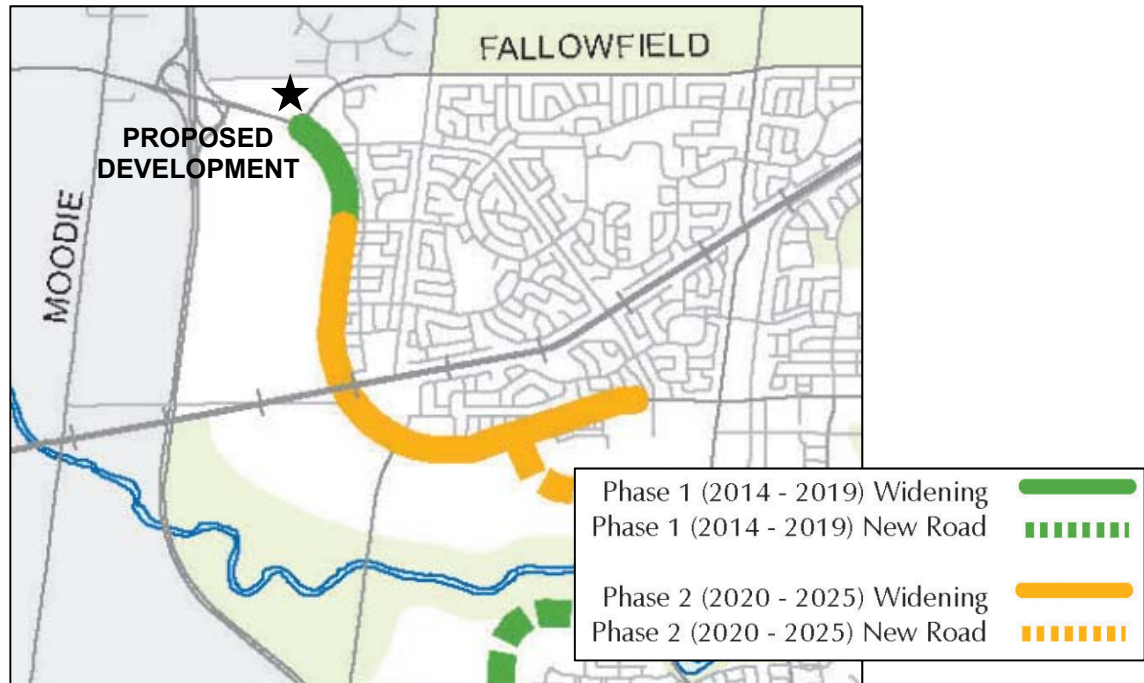 FALLOWFIELD
PROPOSED
DEVELOPMENT
MOODIE
Phase 1 (2014 - 2019) Widening
Phase 1 (2014 - 2019) New Road
Phase 2 (2020 - 2025) Widening
Phase 2 (2020 - 2025) New Road